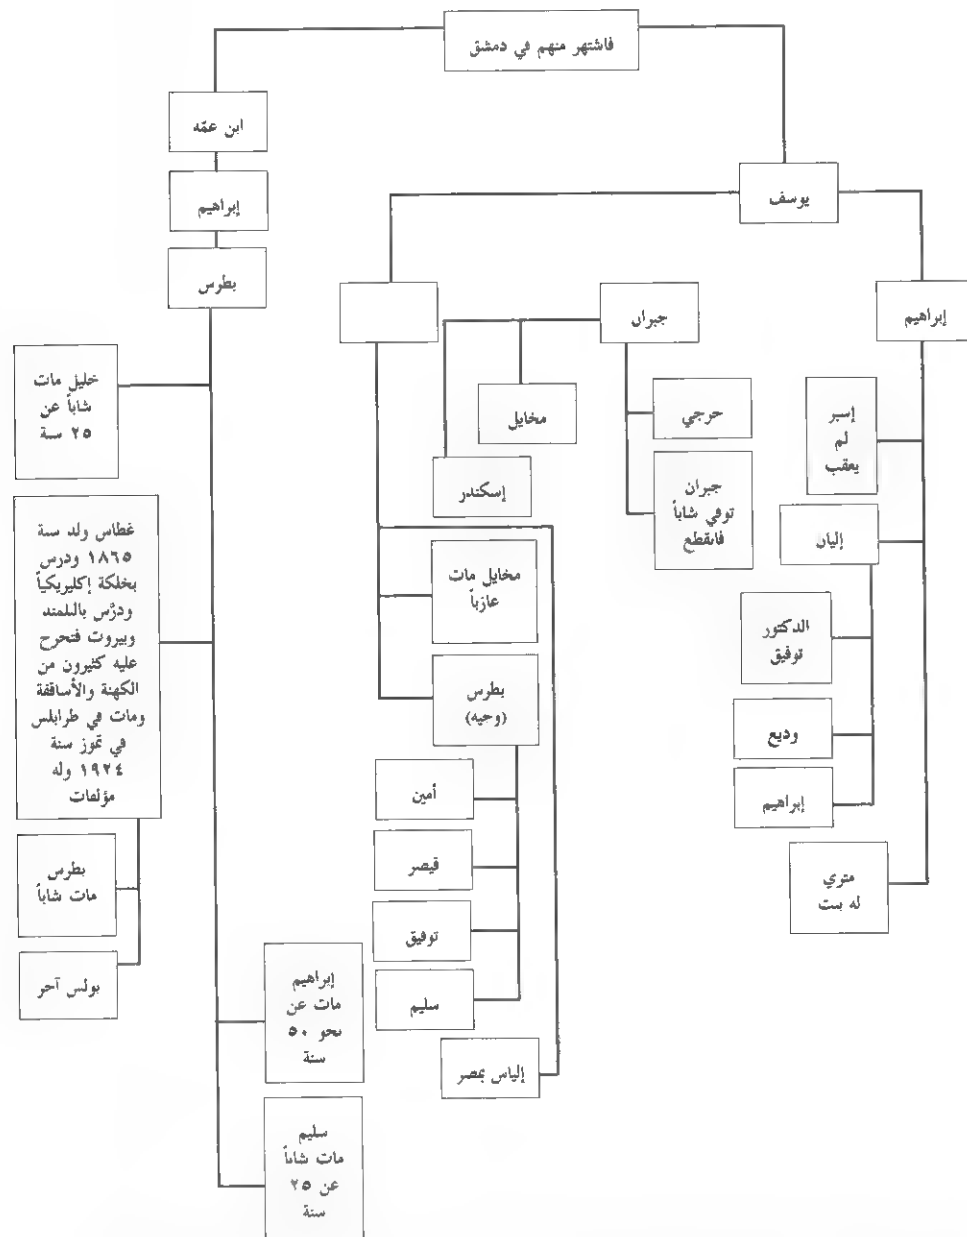 فاشتهر منهم في دمشق
يوسف
إبراهيم
إسبر
لم
يعقب
إليان
الدكتور
توفيق
وديع
إبراهيم
متري
له بنت
جبران
حرجي
جبران
توفي شاباً
فانقطع
مخايل
إسكندر
مخايل مات
عازباً
بطرس
(وحيه)
أمين
قيصر
توفيق
سليم
إلياس بمصر
ابن عمّه
إبراهيم
بطرس
خليل مات
شاباً عن
٢٥ سنة
غطاس ولد سنة
١٨٦٥ ودرس
بخلكة إكليريكياً
ودرّس بالبلمند
وبيروت فتحرح
عليه كثيرون من
الكهنة والأساقفة
ومات في طرابلس
في تموز سنة
١٩٢٤ وله
مؤلفات
بطرس
مات شاباً
بولس آحر
إبراهيم
مات عن
نحو ٥٠
سنة
سليم
مات شاباً
عن ٢٥
سنة